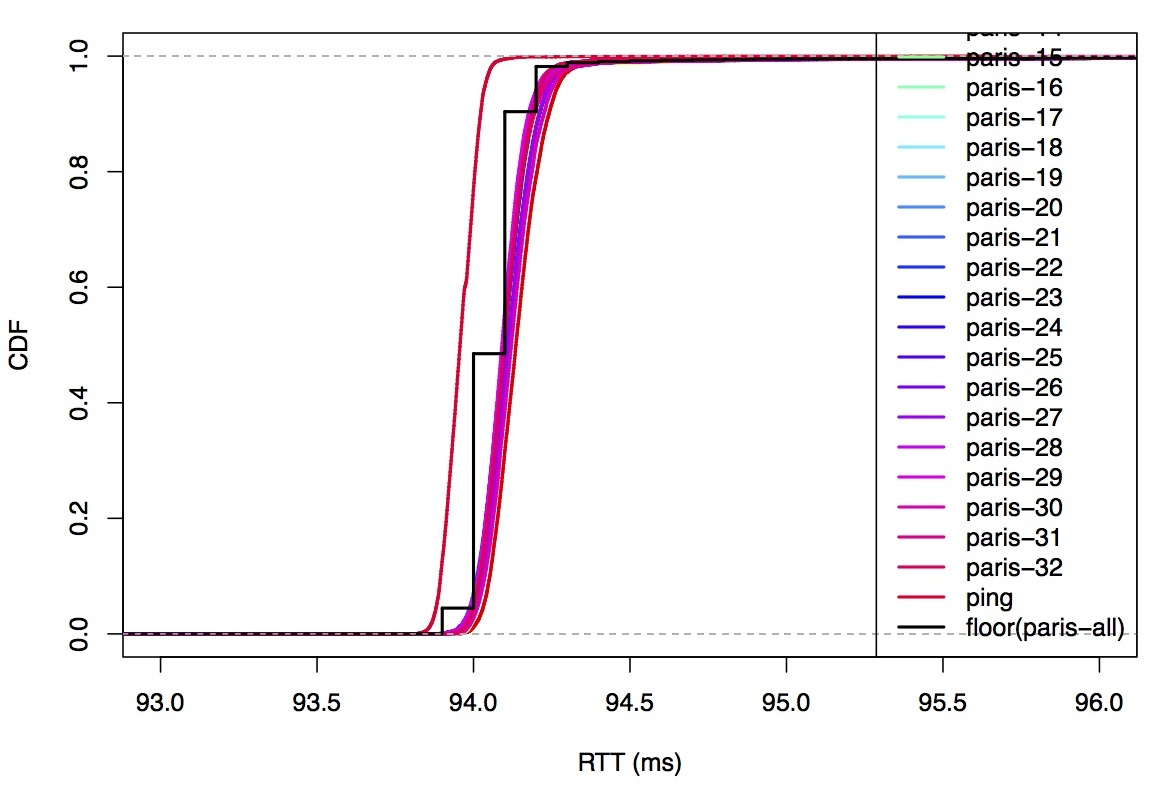 paris-15
paris-16
paris-17
paris-18
paris-19
paris-20
paris-21
paris-22
paris-23
paris-24
paris-25
paris-26
paris-27
paris-28
paris-29
paris-30
paris-31
paris-32
ping
floor(paris-all)
CDF
0.0
0.2
0.4
0.6
0.8
1.0
93.0 93.5 94.0 94.5 95.0 95.5 96.0
RTT (ms)